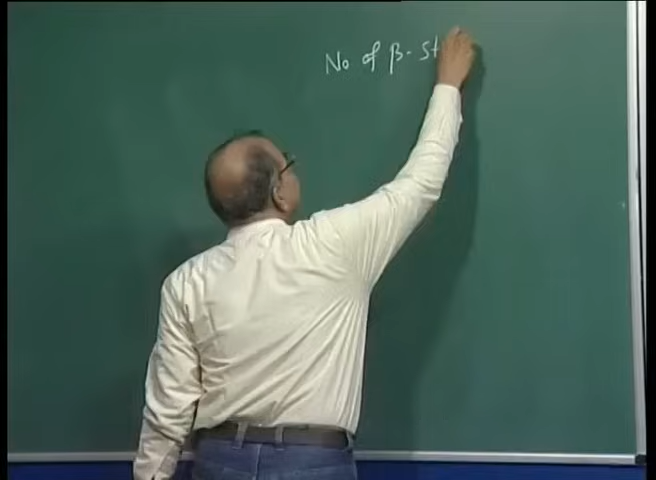 No of β- St